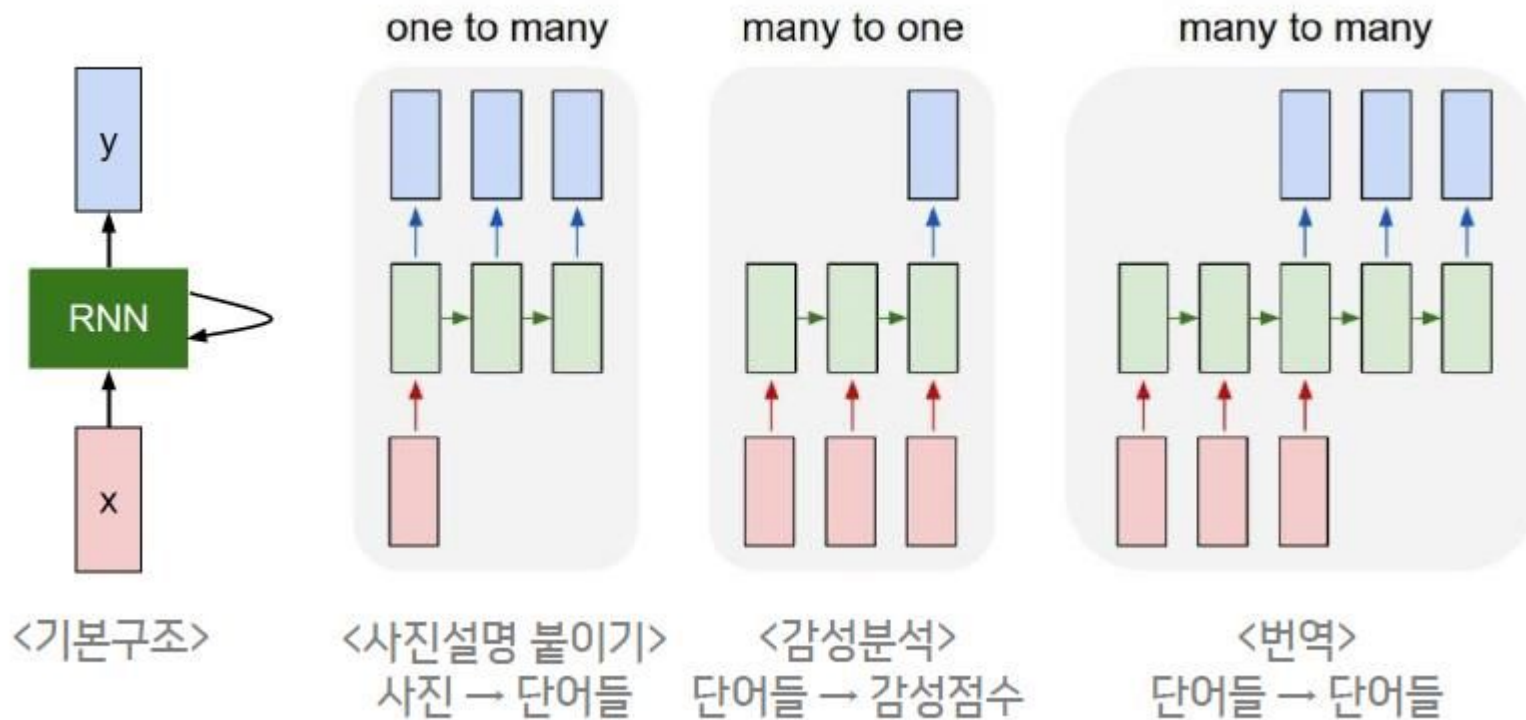 one to many
many to one
many to many
y
RNN
x
<기본구조>
<사진설명 붙이기>
사진 → 단어들
<감성분석>
단어들 → 감성점수
<번역>
단어들 → 단어들